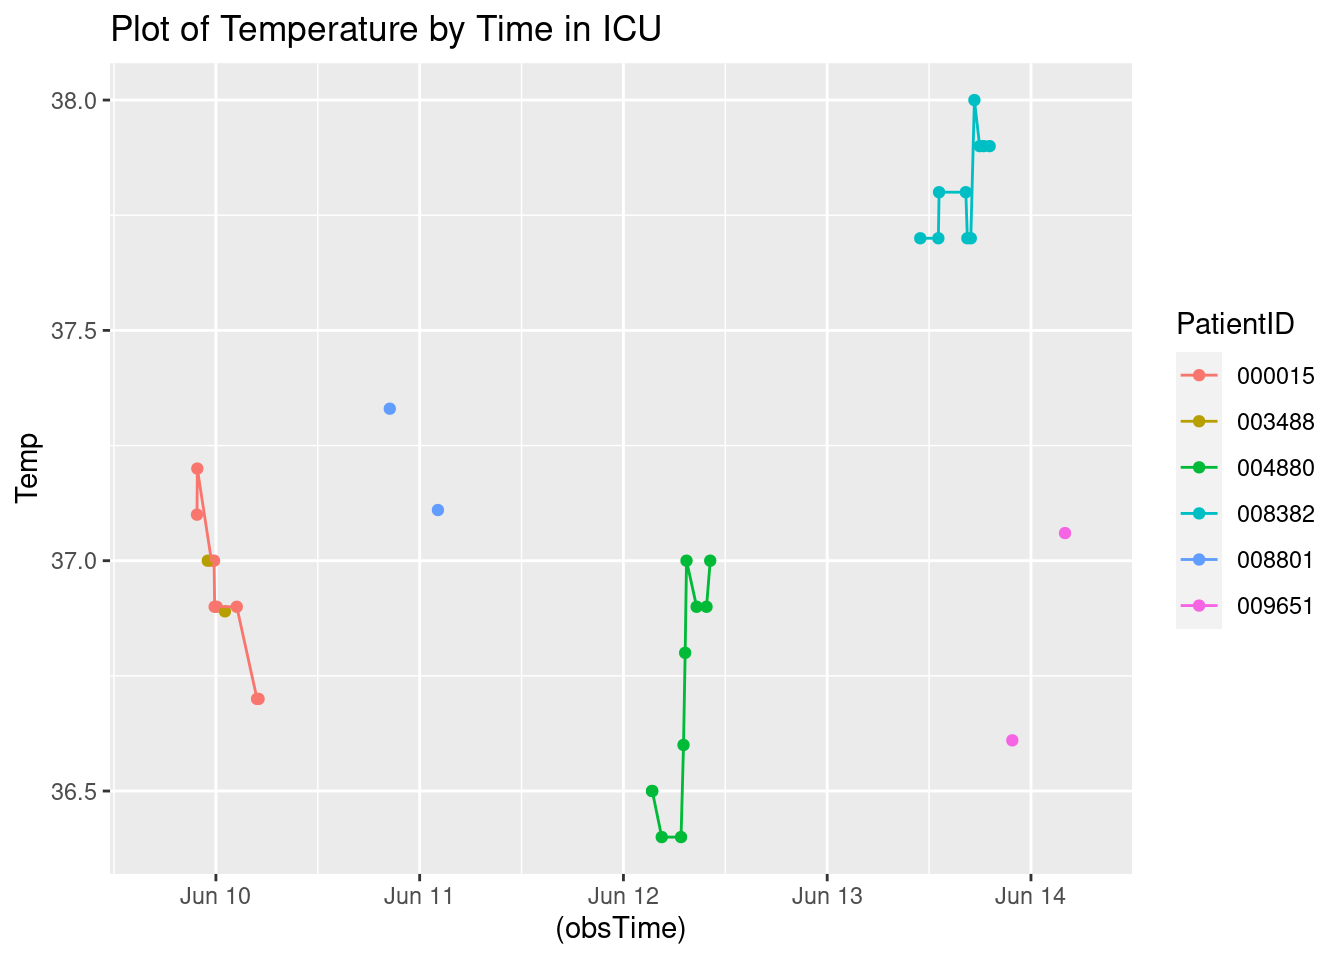 Plot of Temperature by Time in ICU
38.0
37.5
37.0
36.5
Temp
Jun 10
Jun 11
Jun 12
Jun 13
Jun 14
(obsTime)
PatientID
000015
003488
004880
008382
008801
009651